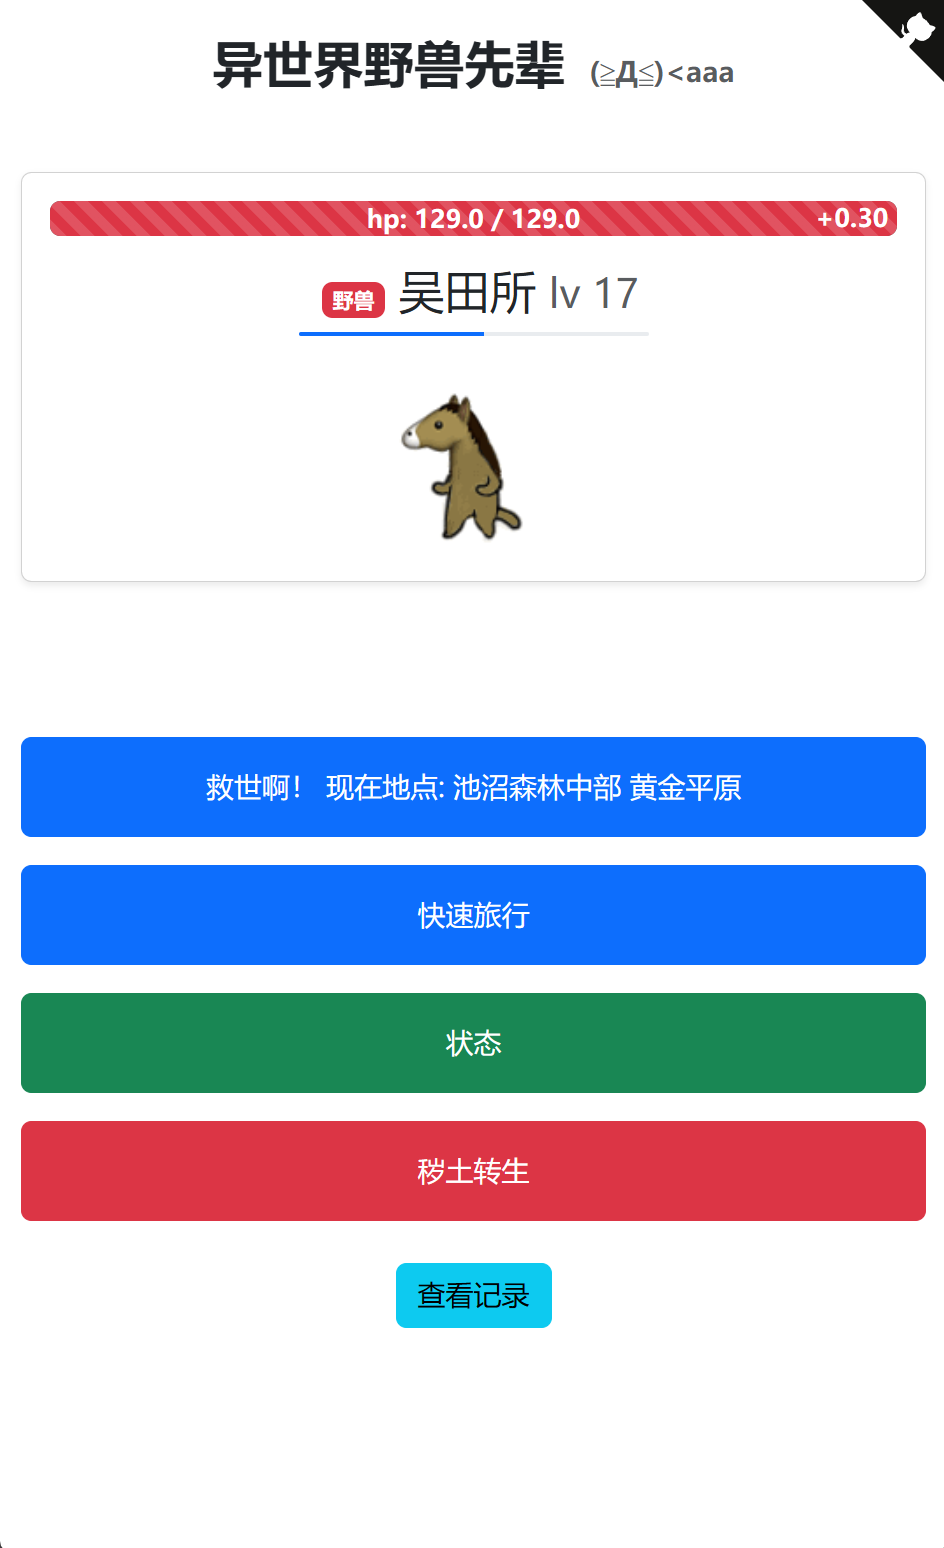 异世界野兽先辈 (≧Д≦)<aaa
hp: 129.0 / 129.0 +0.30
野兽 吴田所 lv 17
救世啊！ 现在地点: 池沼森林中部 黄金平原
快速旅行
状态
秽土转生
查看记录